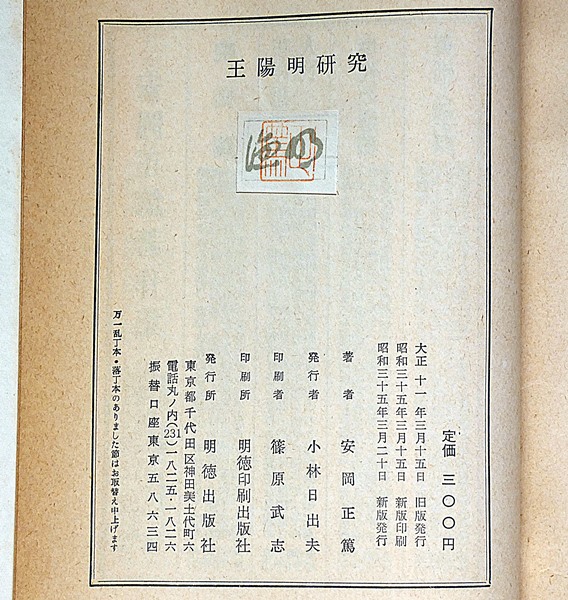 王陽明研究
定価 三〇〇円
大正十一年三月十五日 旧版発行
昭和三十五年三月十五日 新版印刷
昭和三十五年三月二十日 新版発行
著者 安岡正篤
発行者 小林日出夫
印刷者 篠原武志
印刷所 明徳印刷出版社
発行所 明徳出版社
東京都千代田区神田美土代町六
電話丸ノ内(231)一八二五・一八二六
振替口座東京五八六三四
万一乱丁本・落丁本のありました節はお取替え申上げます